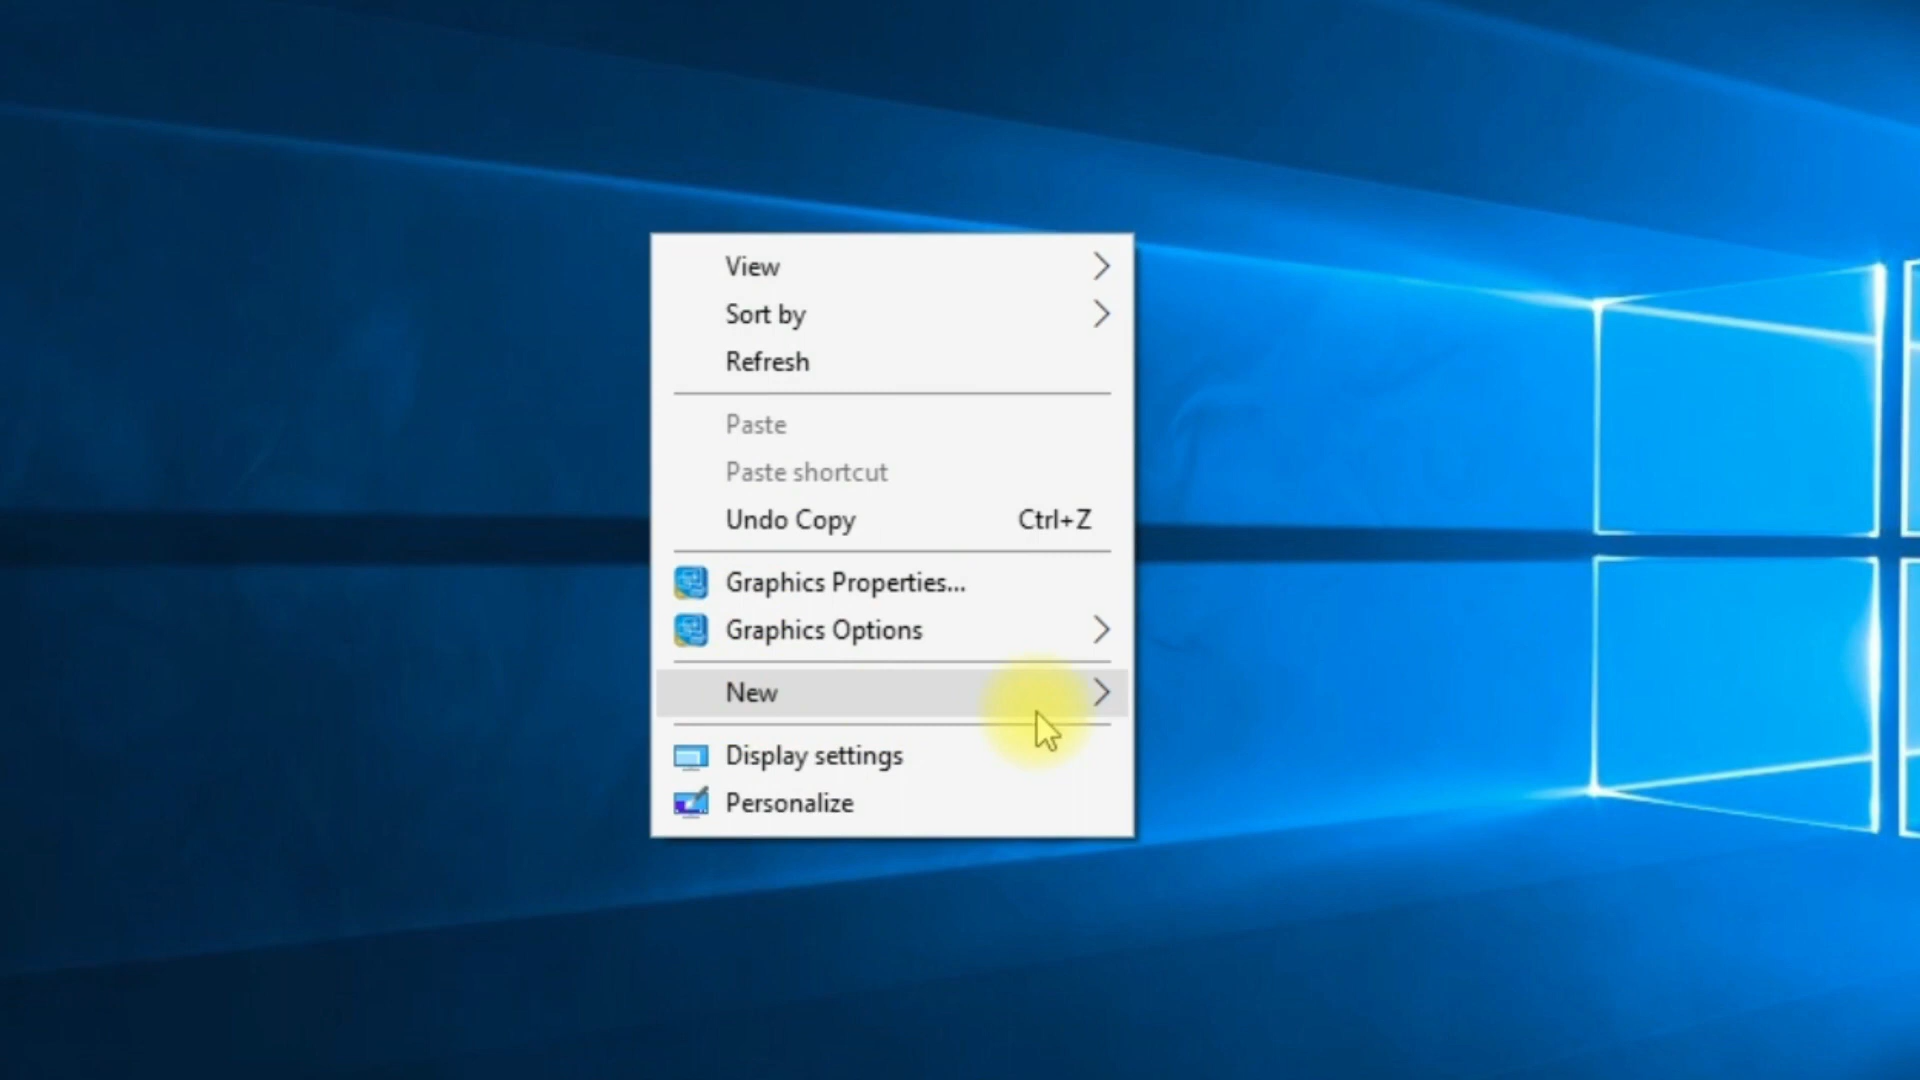 View
Sort by
Refresh
Paste
Paste shortcut
Undo Copy Ctrl+Z
Graphics Properties...
Graphics Options
New
Display settings
Personalize